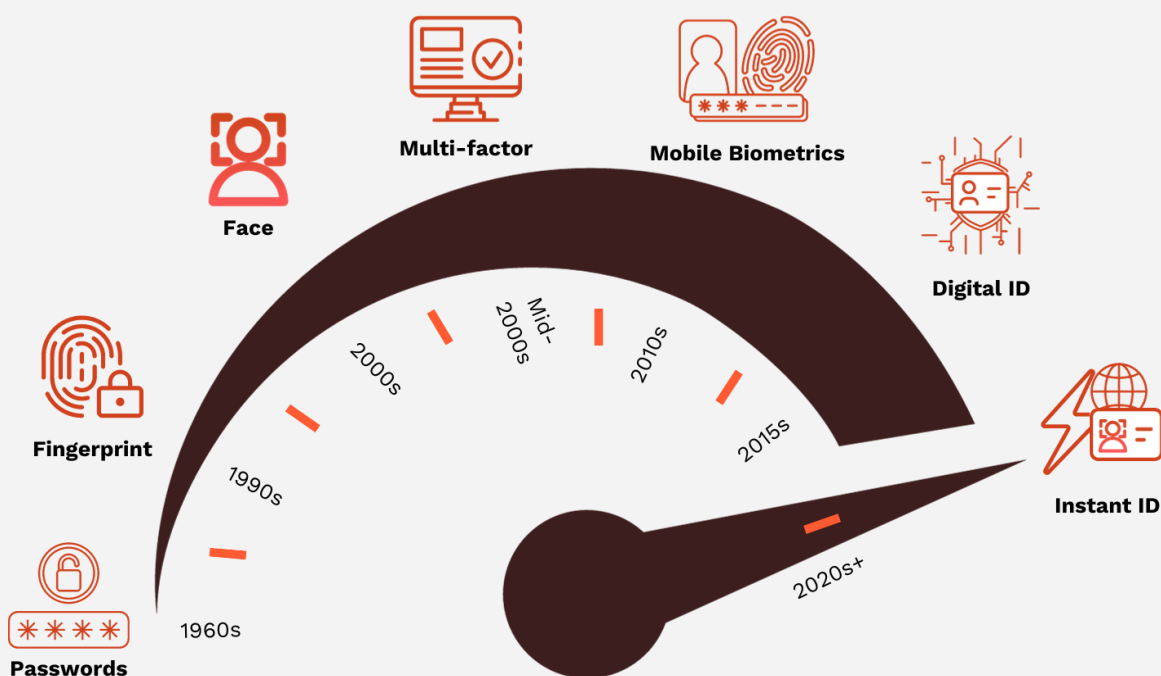 Passwords
1960s
Fingerprint
1990s
Face
2000s
Multi-factor
Mid-
2000s
Mobile Biometrics
2010s
Digital ID
2015s
Instant ID
2020s+